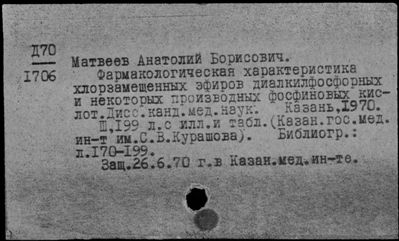 Д70
1706
Матвеев Анатолий Борисович.
Фармакологическая характеристика
хлорзамещенных эфиров диалкилфосфорных
и некоторых производных фосфиновых кис-
лот.Дисс.канд.мед.наук. Казань,1970.
Ш,199 л.с илл.и табл.(Казан.гос.мед.
ин-т им.С.В.Курашова). Библиогр.:
л.170-199.
Защ.26.6.70 г.в Казан.мед.ин-те.